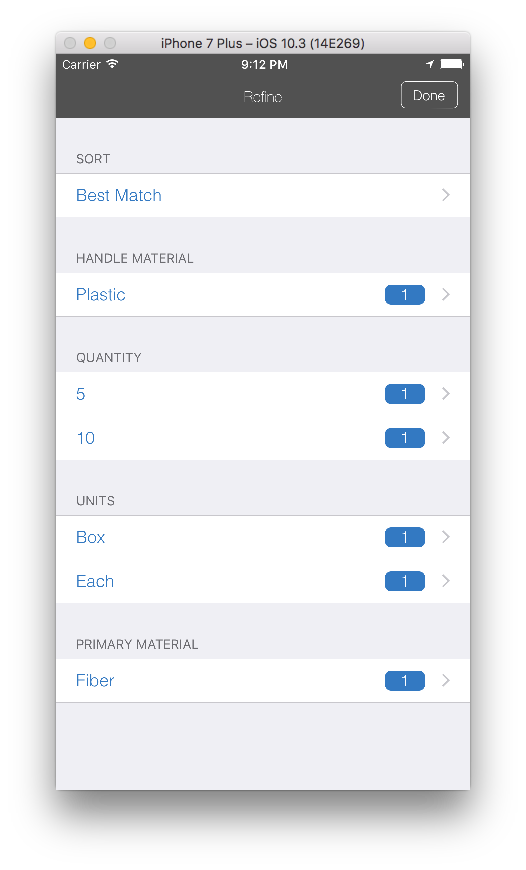 iPhone 7 Plus – iOS 10.3 (14E269)
Carrier 9:12 PM
Refine Done
SORT
Best Match
HANDLE MATERIAL
Plastic 1
QUANTITY
5 1
10 1
UNITS
Box 1
Each 1
PRIMARY MATERIAL
Fiber 1